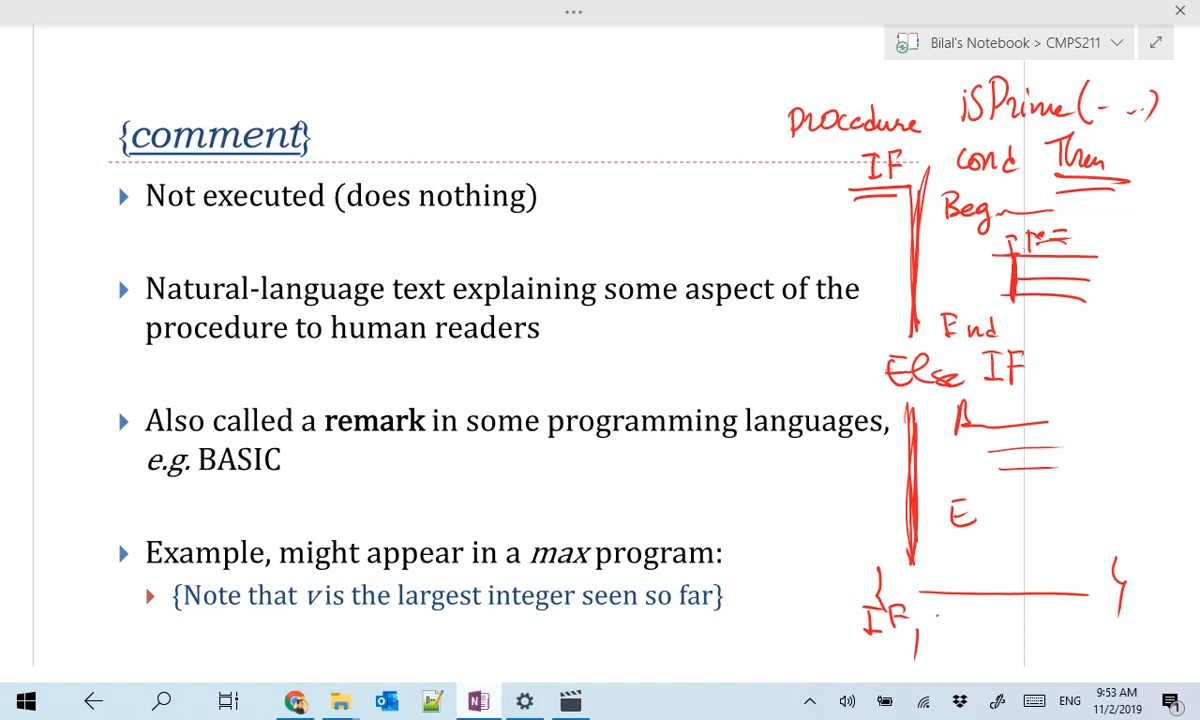 Bilal's Notebook > CMPS211
{comment}
Not executed (does nothing)
Natural-language text explaining some aspect of the
procedure to human readers
Also called a remark in some programming languages,
e.g. BASIC
Example, might appear in a max program:
{Note that v is the largest integer seen so far}
Procedure isPrime(- ...)
IF cond Then
Beg
End
Else IF
B
E
{ }
IF,
ENG
9:53 AM
11/2/2019
1